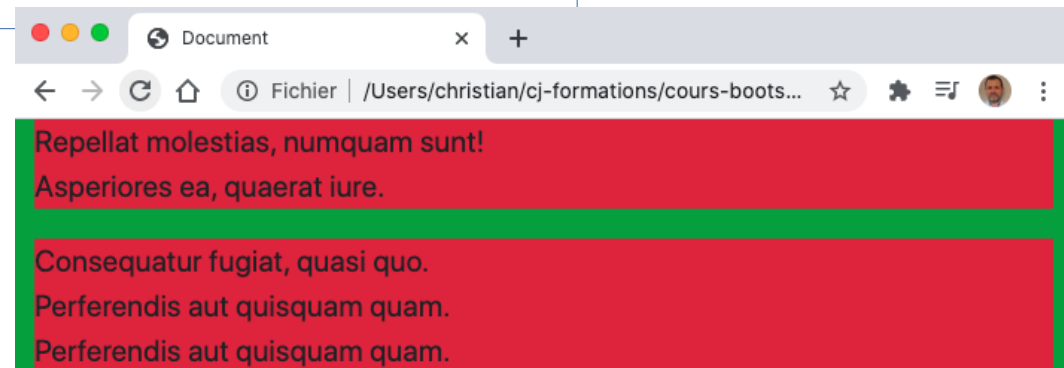 Document
Fichier | /Users/christian/cj-formations/cours-boots...
Repellat molestias, numquam sunt!
Asperiores ea, quaerat iure.
Consequatur fugiat, quasi quo.
Perferendis aut quisquam quam.
Perferendis aut quisquam quam.